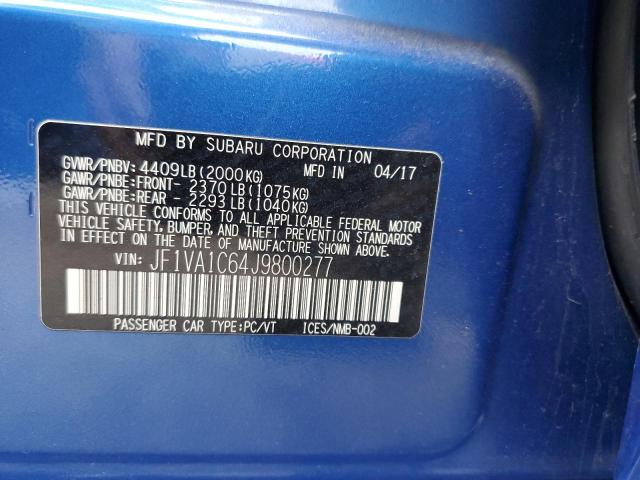 MFD BY SUBARU CORPORATION
GVWR/PNBV: 4409LB(2000KG) MFD IN 04/17
GAWR/PNBE:FRONT- 2370LB(1075KG)
GAWR/PNBE:REAR - 2293LB(1040KG)
THIS VEHICLE CONFORMS TO ALL APPLICABLE FEDERAL MOTOR
VEHICLE SAFETY, BUMPER, AND THEFT PREVENTION STANDARDS
IN EFFECT ON THE DATE OF MANUFACTURE SHOWN ABOVE.
VIN: JF1VA1C64J9800277
PASSENGER CAR TYPE:PC/VT ICES/NMB-002